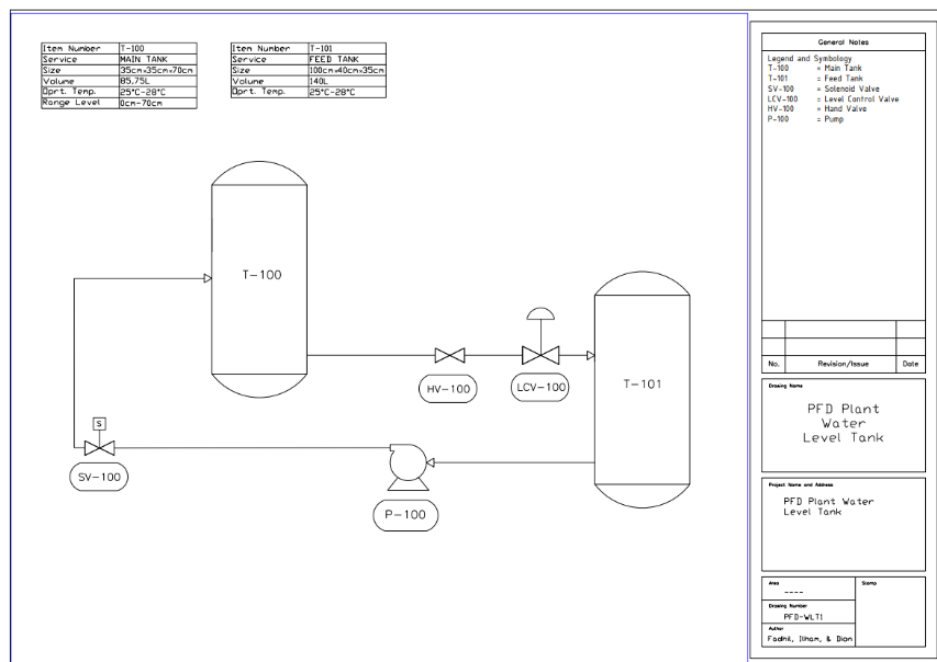 Item Number T-100
Service MAIN TANK
Size 35cm×35cm×70cm
Volume 85,75L
Oprt. Temp. 25°C-28°C
Range Level 0cm-70cm
Item Number T-101
Service FEED TANK
Size 100cm×40cm×35cm
Volume 140L
Oprt. Temp. 25°C-28°C
T-100
T-101
HV-100
LCV-100
S
SV-100
P-100
General Notes
Legend and Symbology
T-100 = Main Tank
T-101 = Feed Tank
SV-100 = Solenoid Valve
LCV-100 = Level Control Valve
HV-100 = Hand Valve
P-100 = Pump
No. Revision/Issue Date
Drawing Name
PFD Plant
Water
Level Tank
Project Name and Address
PFD Plant Water
Level Tank
Area
----
Stamp
Drawing Number
PFD-WLT1
Author
Fadhil, Ilham, & Dion